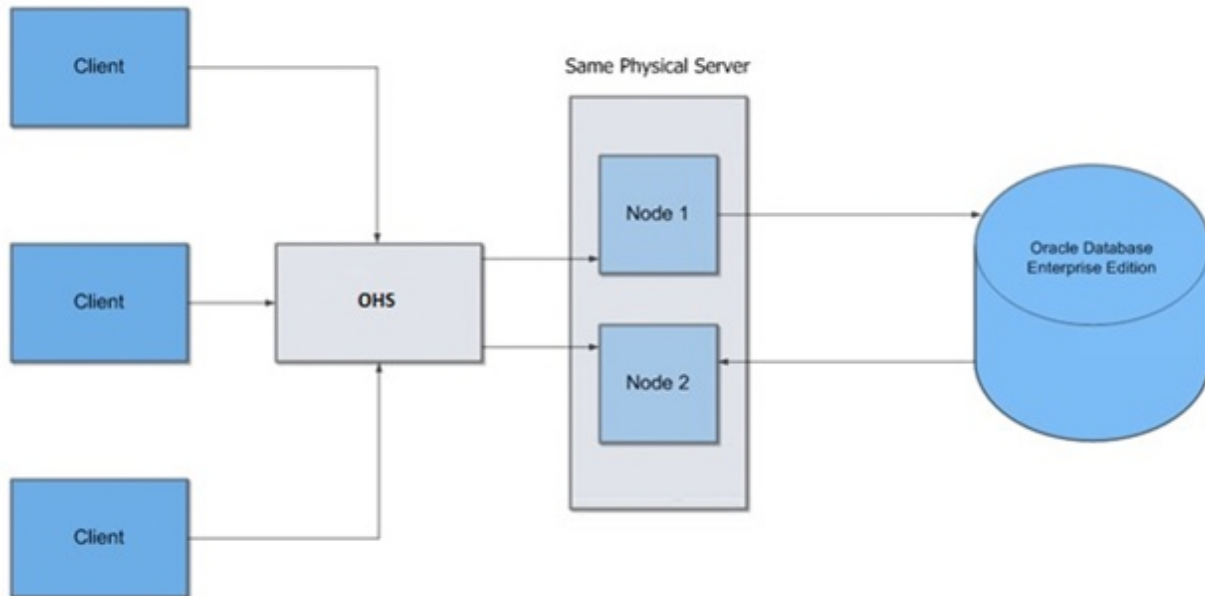 Client
Same Physical Server
Node 1
Oracle Database
Enterprise Edition
Client
OHS
Node 2
Client